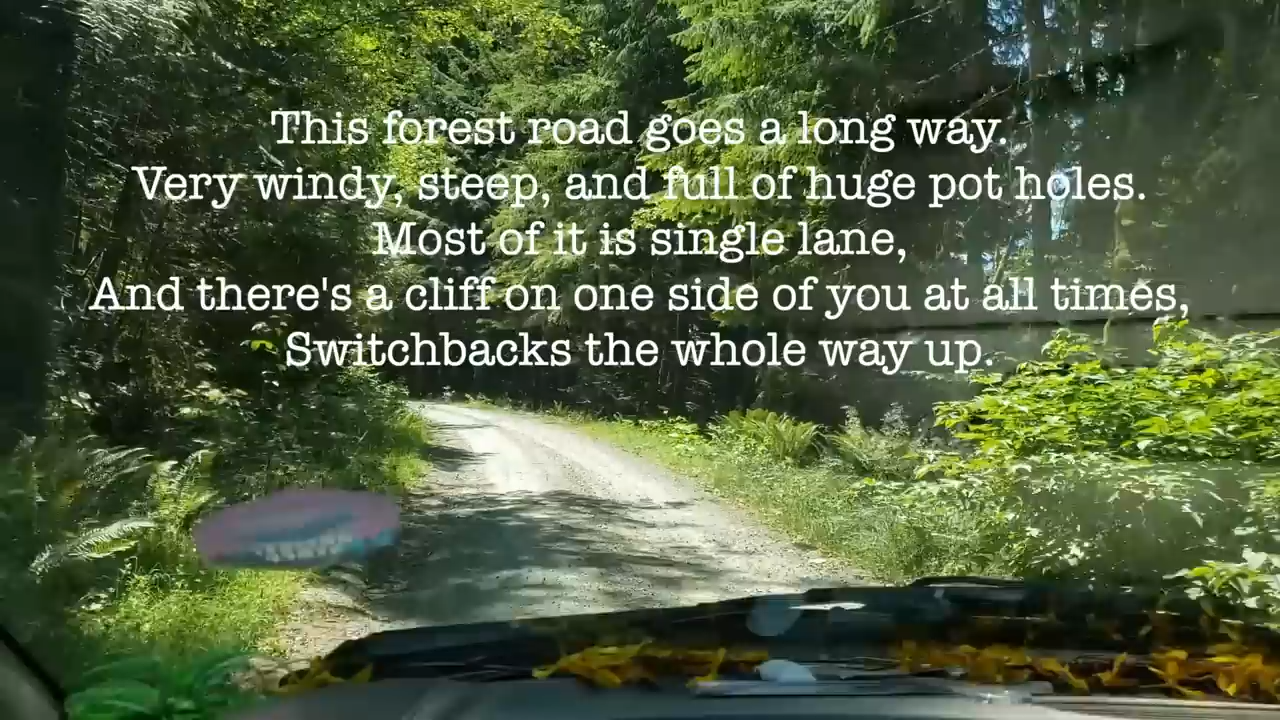 This forest road goes a long way.
Very windy, steep, and full of huge pot holes.
Most of it is single lane,
And there's a cliff on one side of you at all times,
Switchbacks the whole way up.